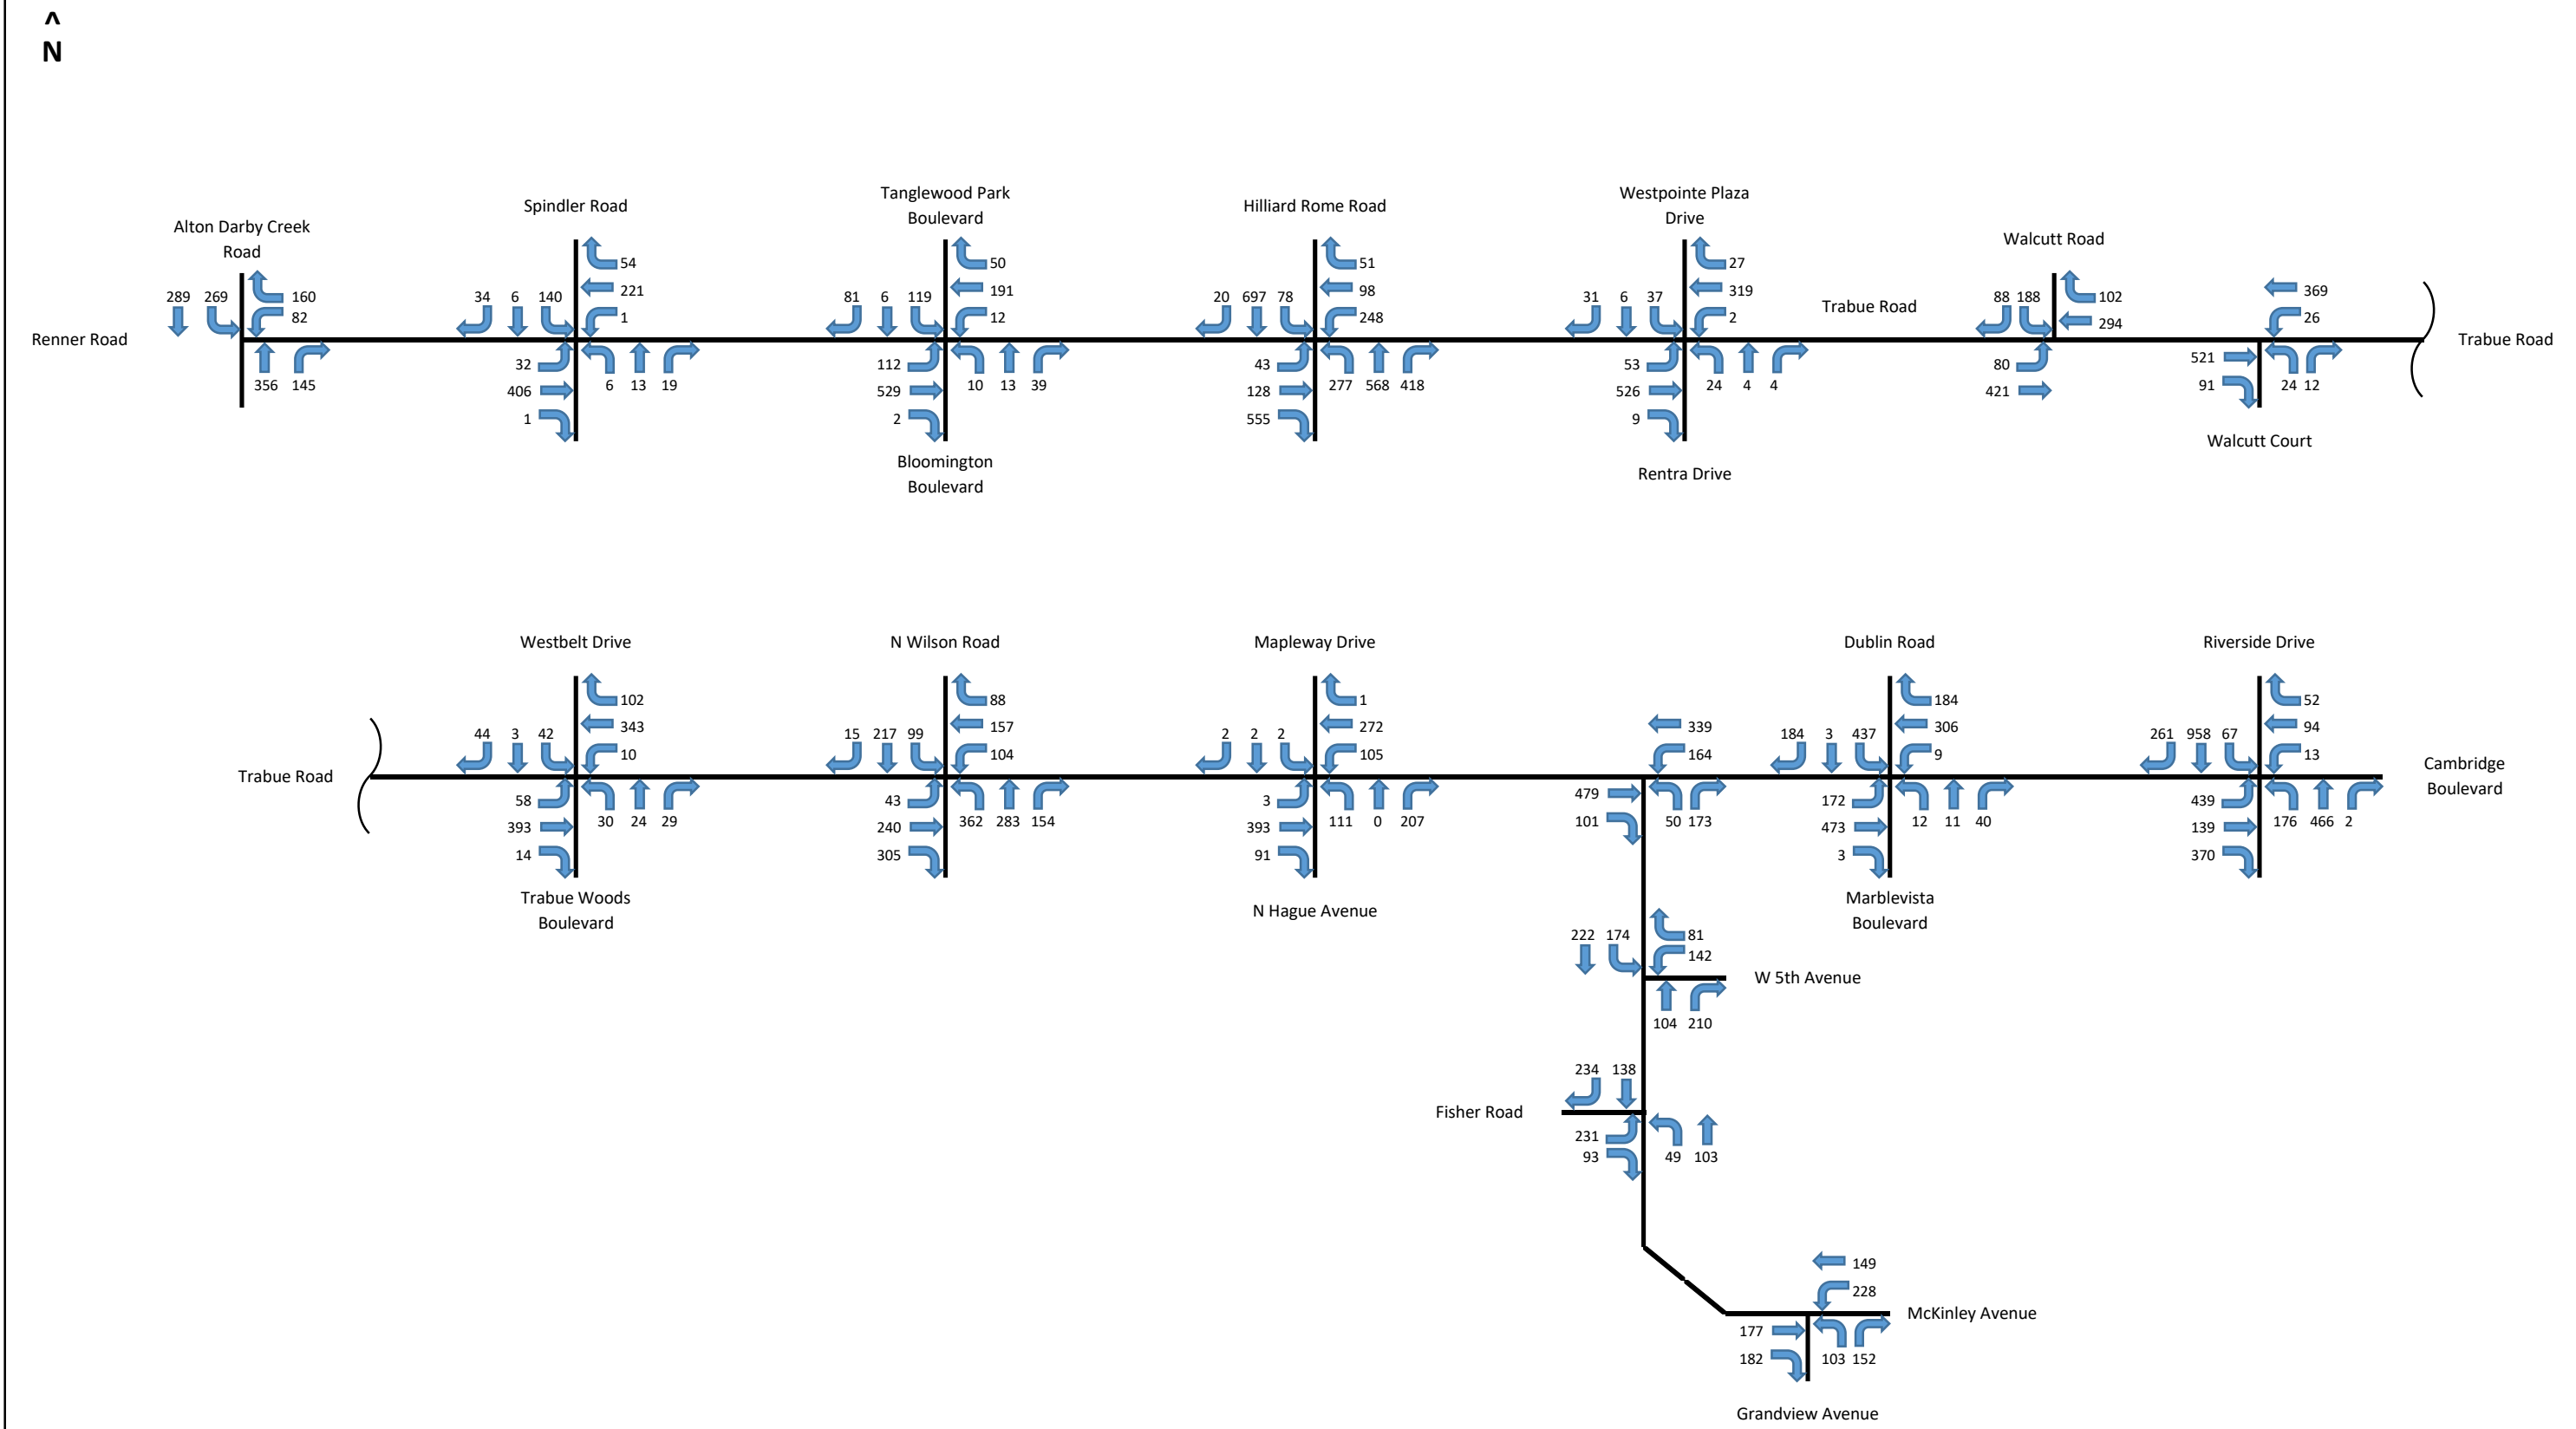 ^
N
Tanglewood Park
Boulevard
Westpointe Plaza
Drive
Spindler Road
Hilliard Rome Road
Alton Darby Creek
Road
Walcutt Road
54
50
51
27
289 269 160
82
34 6 140 221
1
81 6 119 191
12
20 697 78 98
248
31 6 37 319
2
Trabue Road
88 188 102
294
369
26
Renner Road
Trabue Road
356 145
32
406
1
6 13 19
112
529
2
10 13 39
43
128
555
277 568 418
53
526
9
24 4 4
80
421
521
91
24 12
Walcutt Court
Bloomington
Boulevard
Rentra Drive
Westbelt Drive
N Wilson Road
Mapleway Drive
Dublin Road
Riverside Drive
102
88
1
184
52
44 3 42 343
10
15 217 99 157
104
2 2 2 272
105
339
164
184 3 437 306
9
261 958 67 94
13
Trabue Road
Cambridge
Boulevard
58
393
14
30 24 29
43
240
305
362 283 154
3
393
91
111 0 207
479
101
50 173
172
473
3
12 11 40
439
139
370
176 466 2
Trabue Woods
Boulevard
N Hague Avenue
Marblevista
Boulevard
222 174 81
142
W 5th Avenue
104 210
234 138
Fisher Road
231
93
49 103
149
228
McKinley Avenue
177
182
103 152
Grandview Avenue